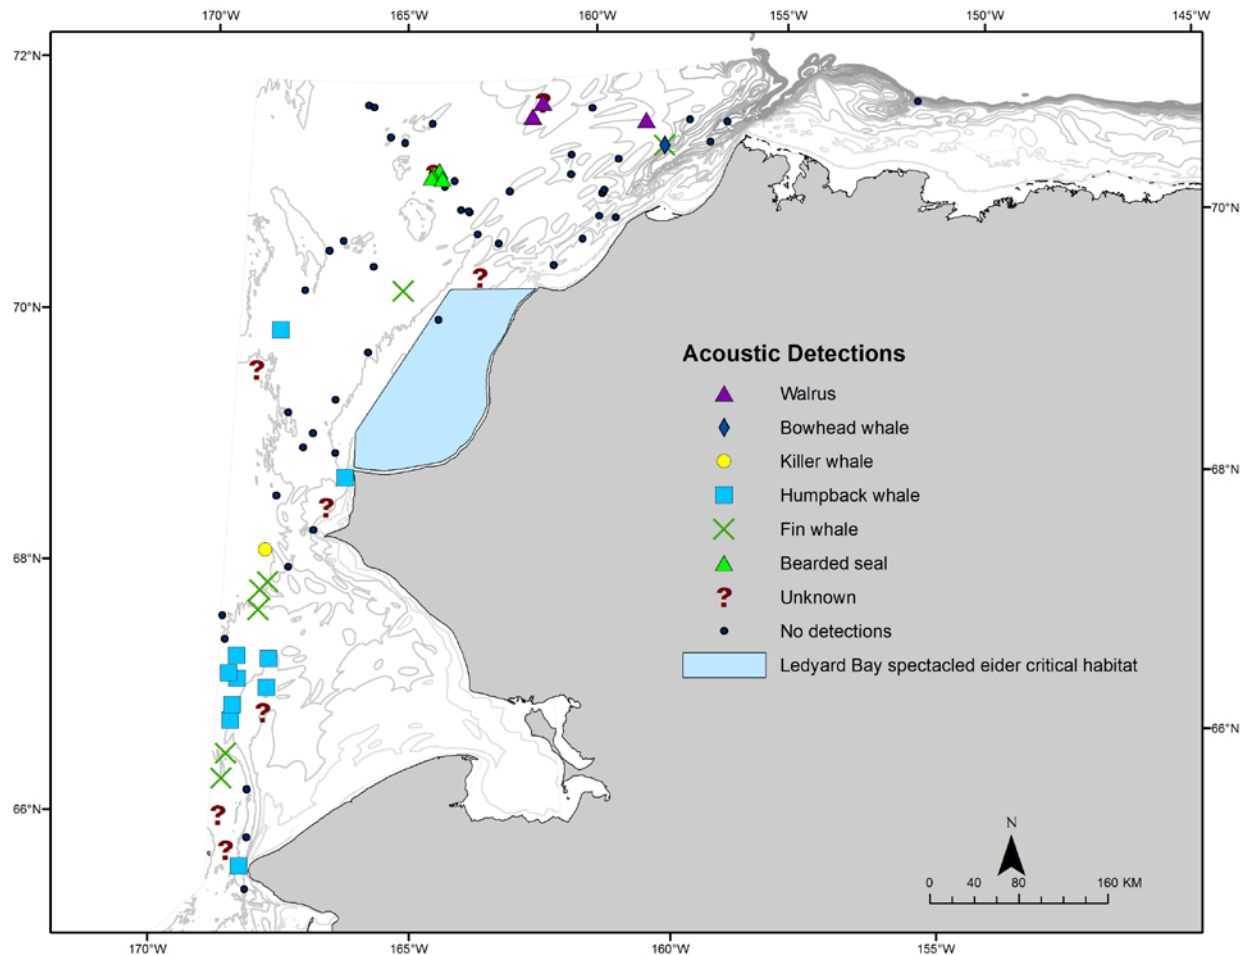 170°W 165°W 160°W 155°W 150°W 145°W
72°N
70°N
70°N
68°N
68°N
66°N
66°N
Acoustic Detections
Walrus
Bowhead whale
Killer whale
Humpback whale
Fin whale
Bearded seal
? Unknown
No detections
Ledyard Bay spectacled eider critical habitat
?
?
?
?
?
?
?
?
?
N
0 40 80 160 KM
170°W 165°W 160°W 155°W